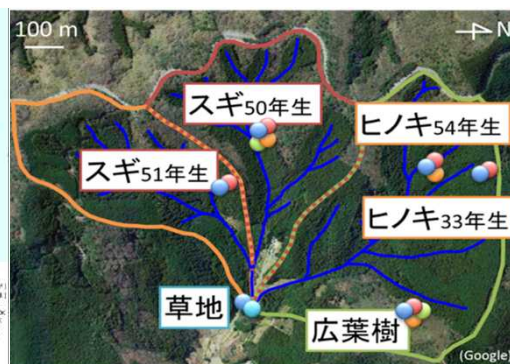 100 m
N
スギ50年生
ヒノキ54年生
スギ51年生
ヒノキ33年生
草地
広葉樹
(Google)